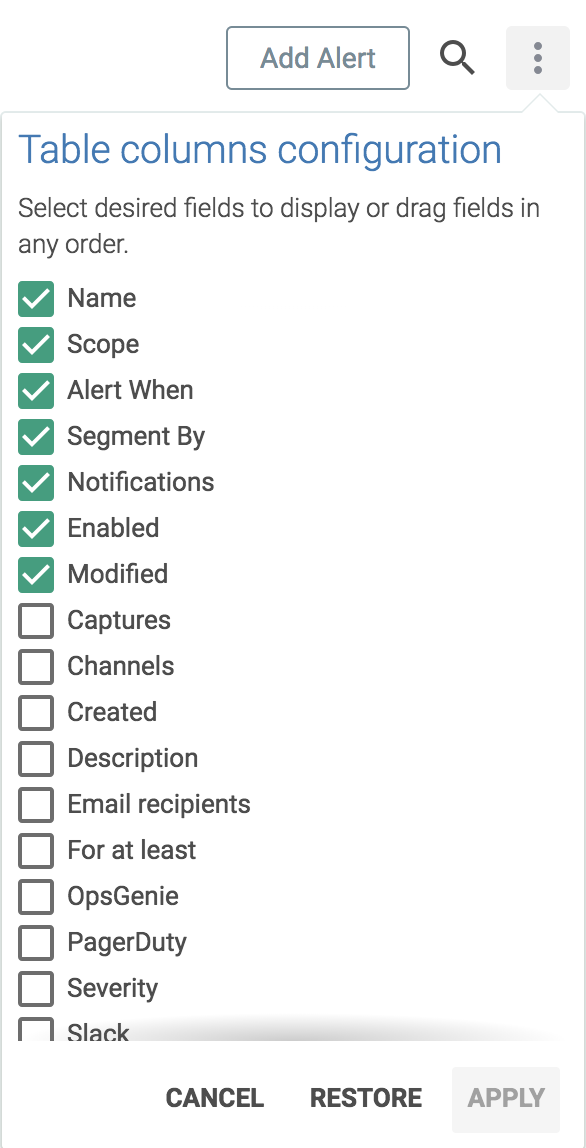 Add Alert
Table columns configuration
Select desired fields to display or drag fields in
any order.
Name
Scope
Alert When
Segment By
Notifications
Enabled
Modified
Captures
Channels
Created
Description
Email recipients
For at least
OpsGenie
PagerDuty
Severity
Slack
CANCEL RESTORE APPLY